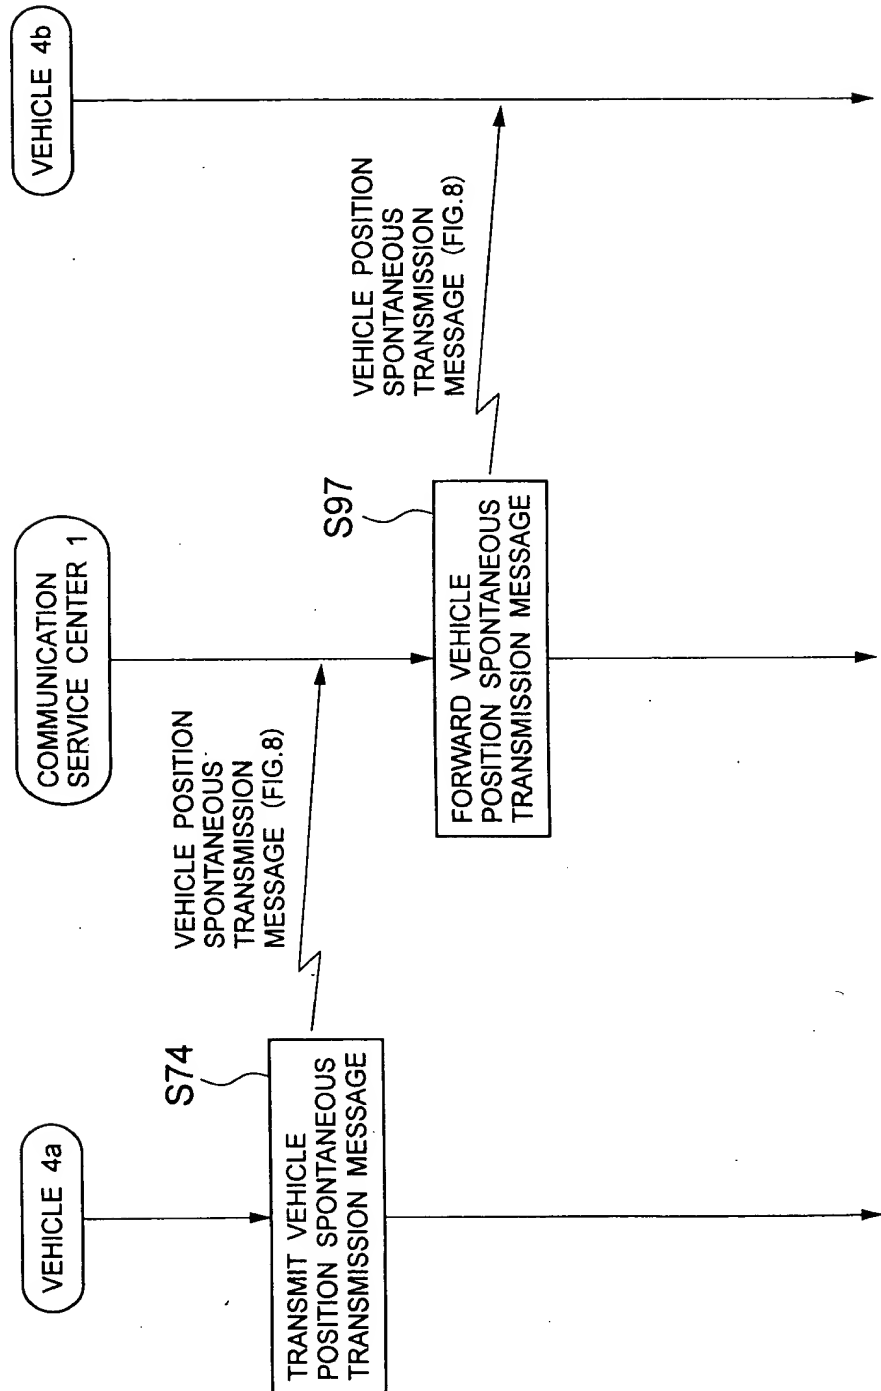 VEHICLE 4a
COMMUNICATION
SERVICE CENTER 1
VEHICLE 4b
S74
TRANSMIT VEHICLE
POSITION SPONTANEOUS
TRANSMISSION MESSAGE
VEHICLE POSITION
SPONTANEOUS
TRANSMISSION
MESSAGE (FIG.8)
S97
FORWARD VEHICLE
POSITION SPONTANEOUS
TRANSMISSION MESSAGE
VEHICLE POSITION
SPONTANEOUS
TRANSMISSION
MESSAGE (FIG.8)